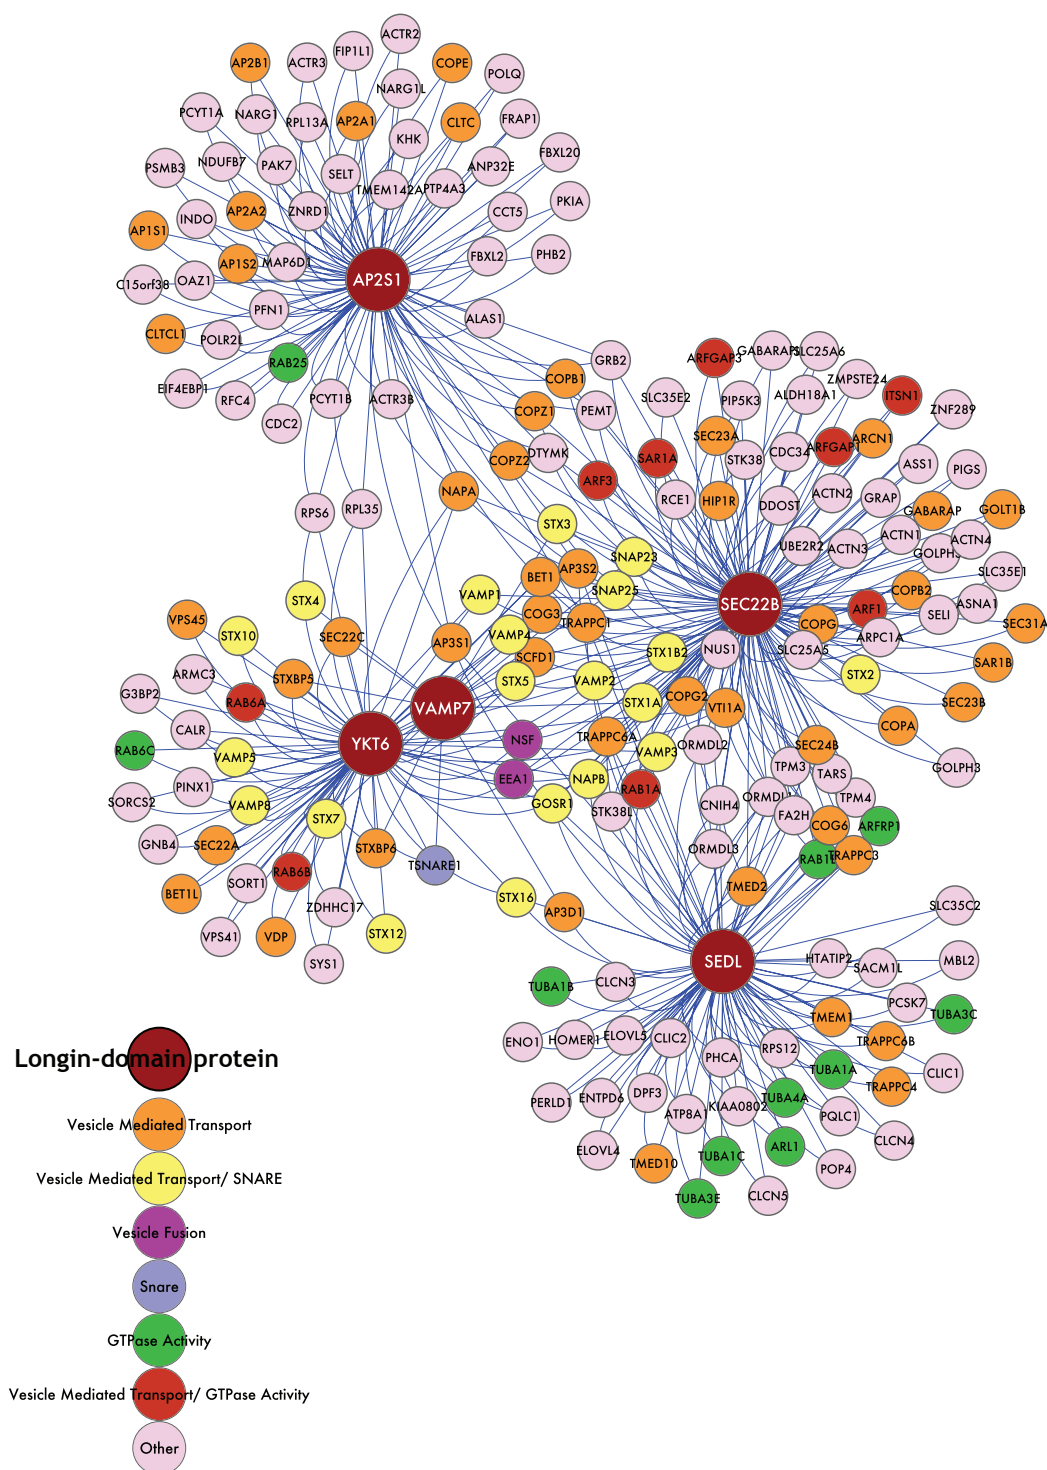 ACTR2
FIP1L1
AP2B1
ACTR3
COPE
POLQ
NARG1L
PCYT1A
NARG1
RPL13A
AP2A1
CLTC
FRAP1
KHK
FBXL20
PSMB3
NDUFB7
PAK7
SELT
ANP32E
TMEM142A
PTP4A3
PKIA
INDO
AP2A2
ZNRD1
CCT5
AP1S1
AP1S2
MAP6D1
FBXL2
PHB2
AP2S1
C15orf38
OAZ1
PFN1
ALAS1
CLTCL1
POLR2L
RAB25
GRB2
EIF4EBP1
RFC4
PCYT1B
ACTR3B
CDC2
COPB1
PEMT
COPZ1
COPZ2
DTYMK
ARF3
NAPA
RPS6
RPL35
ARFGAP3
GABARAPL
SLC25A6
ZMPSTE24
SLC35E2
PIP5K3
ALDH18A1
ITSN1
ZNF289
SEC23A
ARFGAP1
ARCN1
SAR1A
STK38
CDC34
ASS1
PIGS
RCE1
HIP1R
DDOST
ACTN2
GRAP
GABARAP
GOLT1B
UBE2R2
ACTN3
ACTN1
GOLPH3
ACTN4
SLC35E1
STX3
SNAP23
BET1
AP3S2
SNAP25
VAMP1
COG3
TRAPPC1
SEC22B
COPB2
ARF1
SELI
ASNA1
SEC31A
COPG
ARPC1A
STX4
SEC22C
AP3S1
VAMP4
SCFD1
STX1B2
NUS1
SLC25A5
STX2
SAR1B
VPS45
STX10
STXBP5
STX5
VAMP2
STX1A
COPG2
VTI1A
SEC23B
COPA
ARMC3
G3BP2
RAB6A
VAMP7
CALR
YKT6
NSF
TRAPPC6A
VAMP3
ORMDL2
SEC24B
RAB6C
VAMP5
EEA1
NAPB
RAB1A
TPM3
TARS
GOLPH3
PINX1
SORCS2
VAMP8
STX7
GOSR1
STK38L
CNIH4
ORMDL1
TPM4
FA2H
COG6
ARFRP1
GNB4
SEC22A
STXBP6
TSNARE1
ORMDL3
TRAPPC3
BET1L
SORT1
RAB6B
TMED2
STX16
AP3D1
ZDHHC17
VPS41
VDP
STX12
SYS1
SLC35C2
SEDL
HTATIP2
SACM1L
MBL2
TUBA1B
CLCN3
PCSK7
TUBA3C
TMEM1
ENO1
HOMER1
ELOVL5
CLIC2
PHCA
RPS12
TRAPPC6B
TUBA1A
TRAPPC4
CLIC1
PERLD1
ENTPD6
DPF3
ATP8A1
KIAA0802
TUBA4A
PQLC1
CLCN4
ELOVL4
TMED10
TUBA1C
ARL1
POP4
TUBA3E
CLCN5
Longin-domain protein
Vesicle Mediated Transport
Vesicle Mediated Transport/ SNARE
Vesicle Fusion
Snare
GTPase Activity
Vesicle Mediated Transport/ GTPase Activity
Other